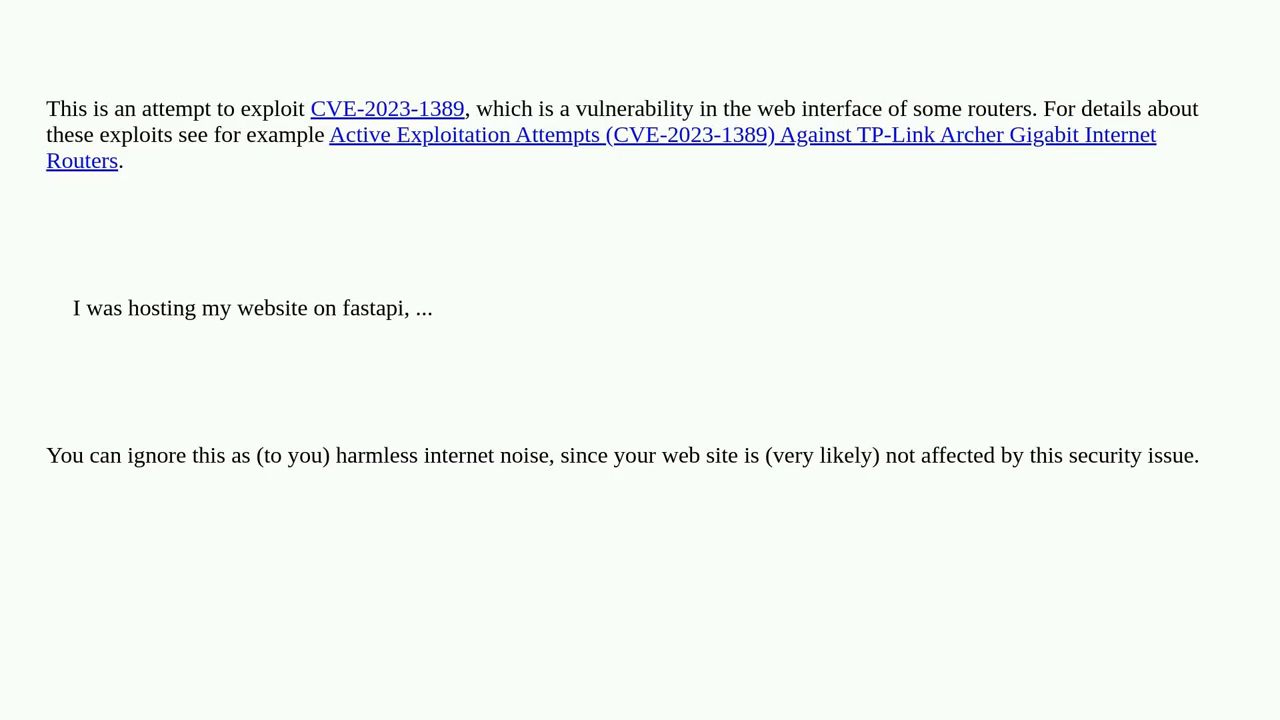 This is an attempt to exploit CVE-2023-1389, which is a vulnerability in the web interface of some routers. For details about
these exploits see for example Active Exploitation Attempts (CVE-2023-1389) Against TP-Link Archer Gigabit Internet
Routers.
I was hosting my website on fastapi, ...
You can ignore this as (to you) harmless internet noise, since your web site is (very likely) not affected by this security issue.